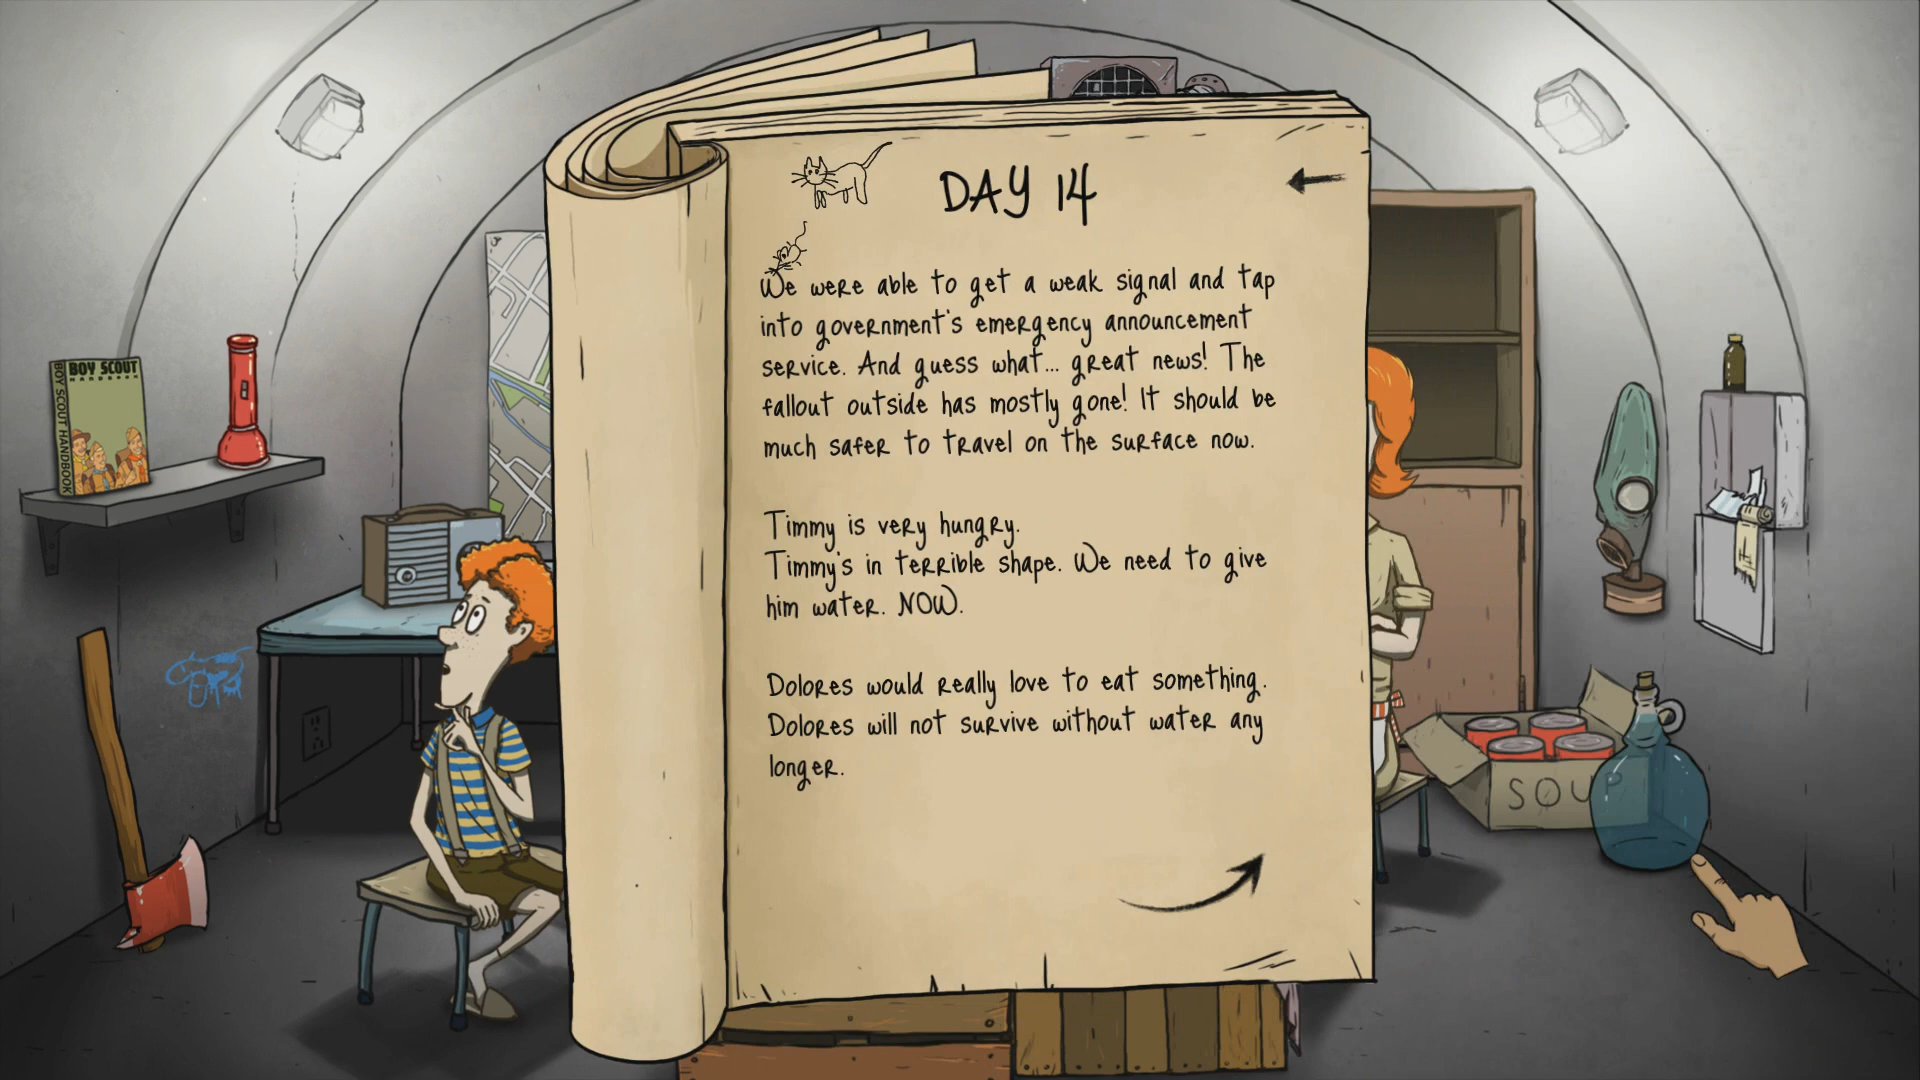 DAY 14
We were able to get a weak signal and tap
into government's emergency announcement
service. And guess what... great news! The
fallout outside has mostly gone! It should be
much safer to travel on the surface now.
Timmy is very hungry.
Timmy's in terrible shape. We need to give
him water. NOW.
Dolores would really love to eat something.
Dolores will not survive without water any
longer.
BOY SCOUT
HANDBOOK
BOY SCOUT HANDBOOK
SOUP